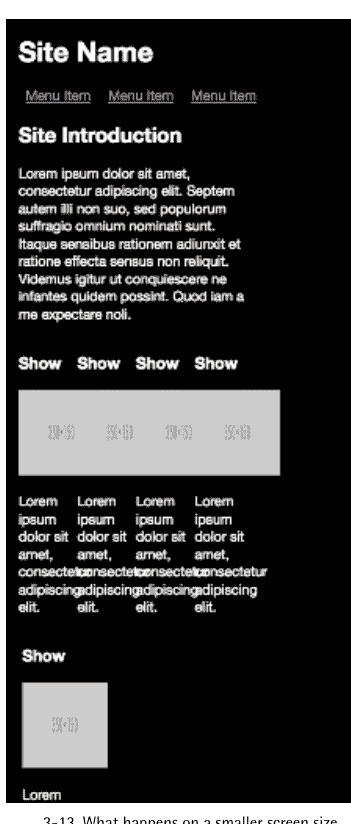 Site Name
Menu Item Menu Item Menu Item
Site Introduction
Lorem ipsum dolor sit amet,
consectetur adipiscing elit. Septem
autem illi non suo, sed populorum
suffragio omnium nominati sunt.
Itaque sensibus rationem adiunxit et
ratione effecta sensus non reliquit.
Videmus igitur ut conquiescere ne
infantes quidem possint. Quod iam a
me expectare noli.
Show Show Show Show
Lorem Lorem Lorem Lorem
ipsum ipsum ipsum ipsum
dolor sit dolor sit dolor sit dolor sit
amet, amet, amet, amet,
consectetur consectetur consectetur consectetur
adipiscing adipiscing adipiscing adipiscing
elit. elit. elit. elit.
Show
Lorem
3-13 What happens on a smaller screen size